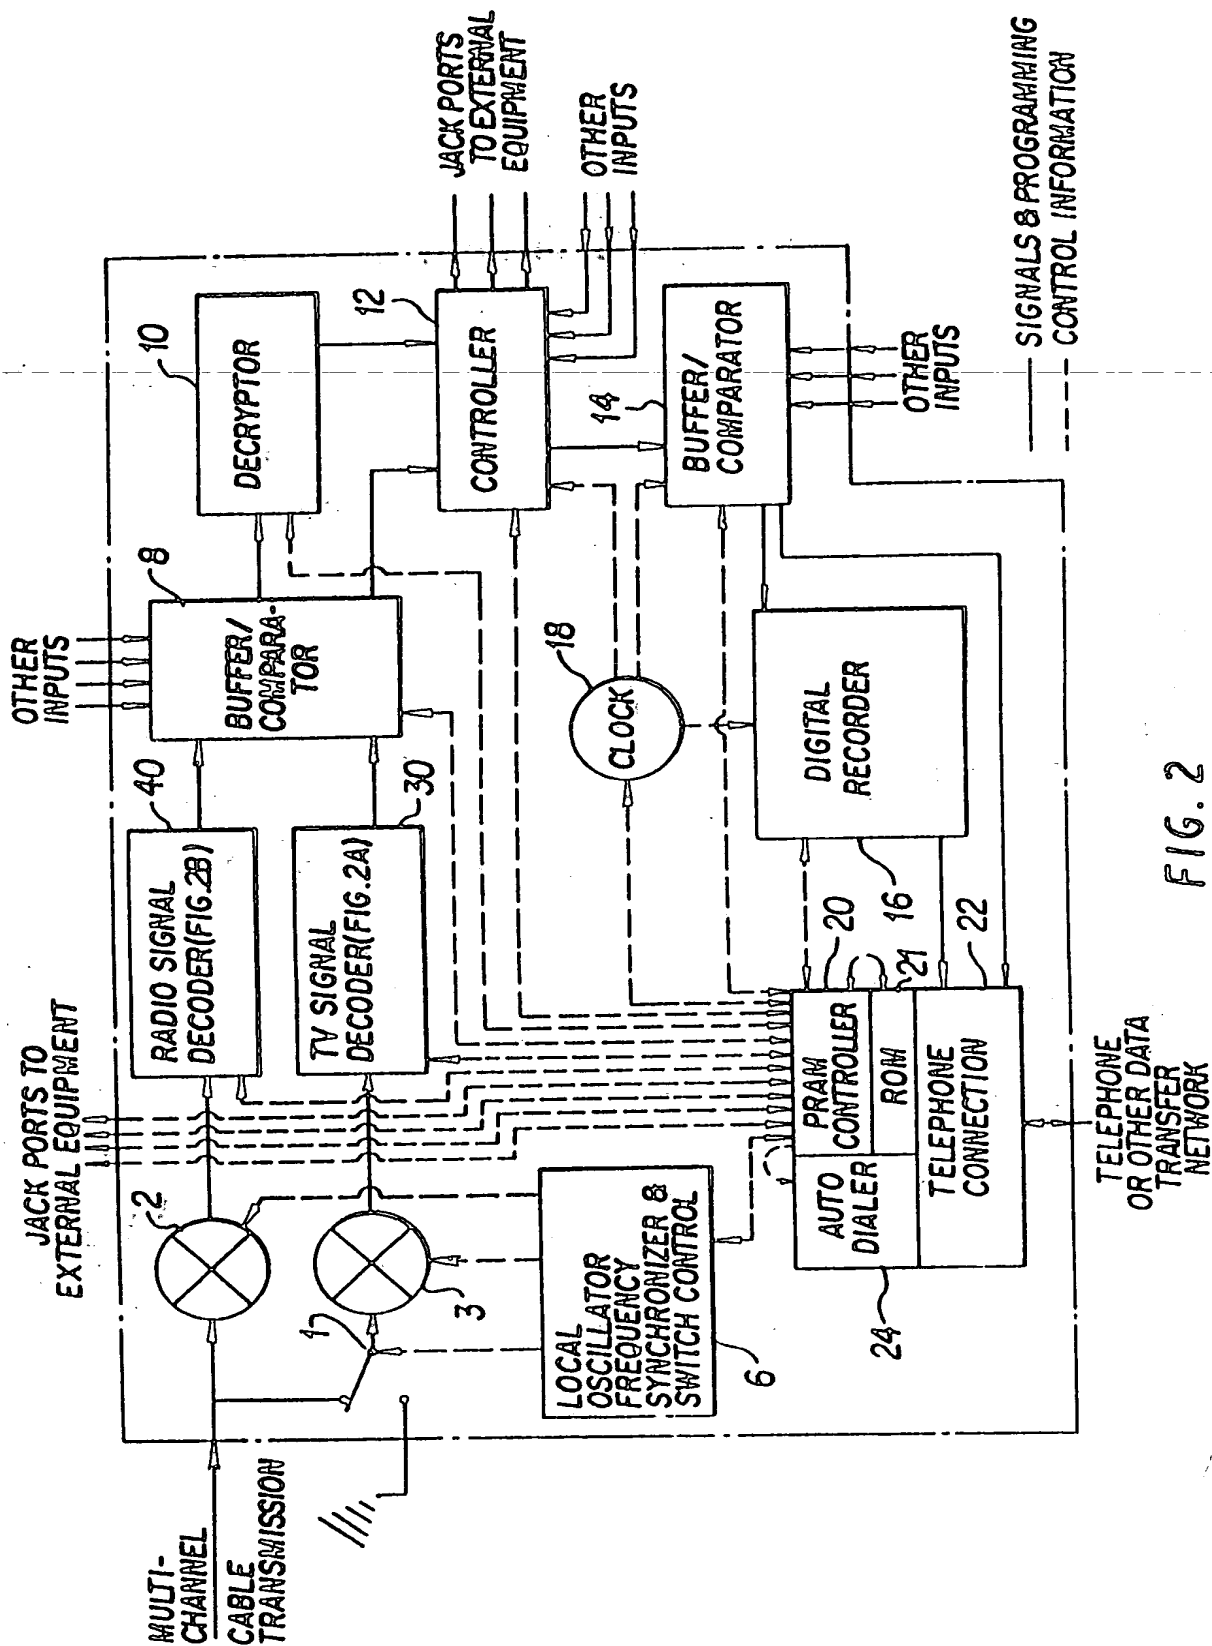 JACK PORTS TO
EXTERNAL EQUIPMENT
OTHER
INPUTS
MULTI-
CHANNEL
CABLE
TRANSMISSION
2
RADIO SIGNAL
DECODER(FIG.2B)
40
BUFFER/
COMPARA-
TOR
8
DECRYPTOR
10
1
3
TV SIGNAL
DECODER(FIG.2A)
30
CONTROLLER
12
JACK PORTS
TO EXTERNAL
EQUIPMENT
OTHER
INPUTS
LOCAL
OSCILLATOR
FREQUENCY
SYNCHRONIZER &
SWITCH CONTROL
6
CLOCK
18
BUFFER/
COMPARATOR
14
AUTO
DIALER
24
PRAM
CONTROLLER
20
ROM
21
TELEPHONE
CONNECTION
22
DIGITAL
RECORDER
16
OTHER
INPUTS
TELEPHONE
OR OTHER DATA
TRANSFER
NETWORK
SIGNALS & PROGRAMMING
CONTROL INFORMATION
FIG. 2